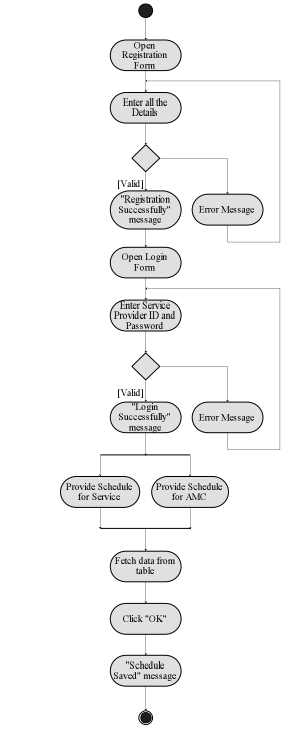 Open
Registration
Form
Enter all the
Details
[Valid]
"Registration
Successfully"
message
Error Message
Open Login
Form
Enter Service
Provider ID and
Password
[Valid]
"Login
Successfully"
message
Error Message
Provide Schedule
for Service
Provide Schedule
for AMC
Fetch data from
table
Click "OK"
"Schedule
Saved" message